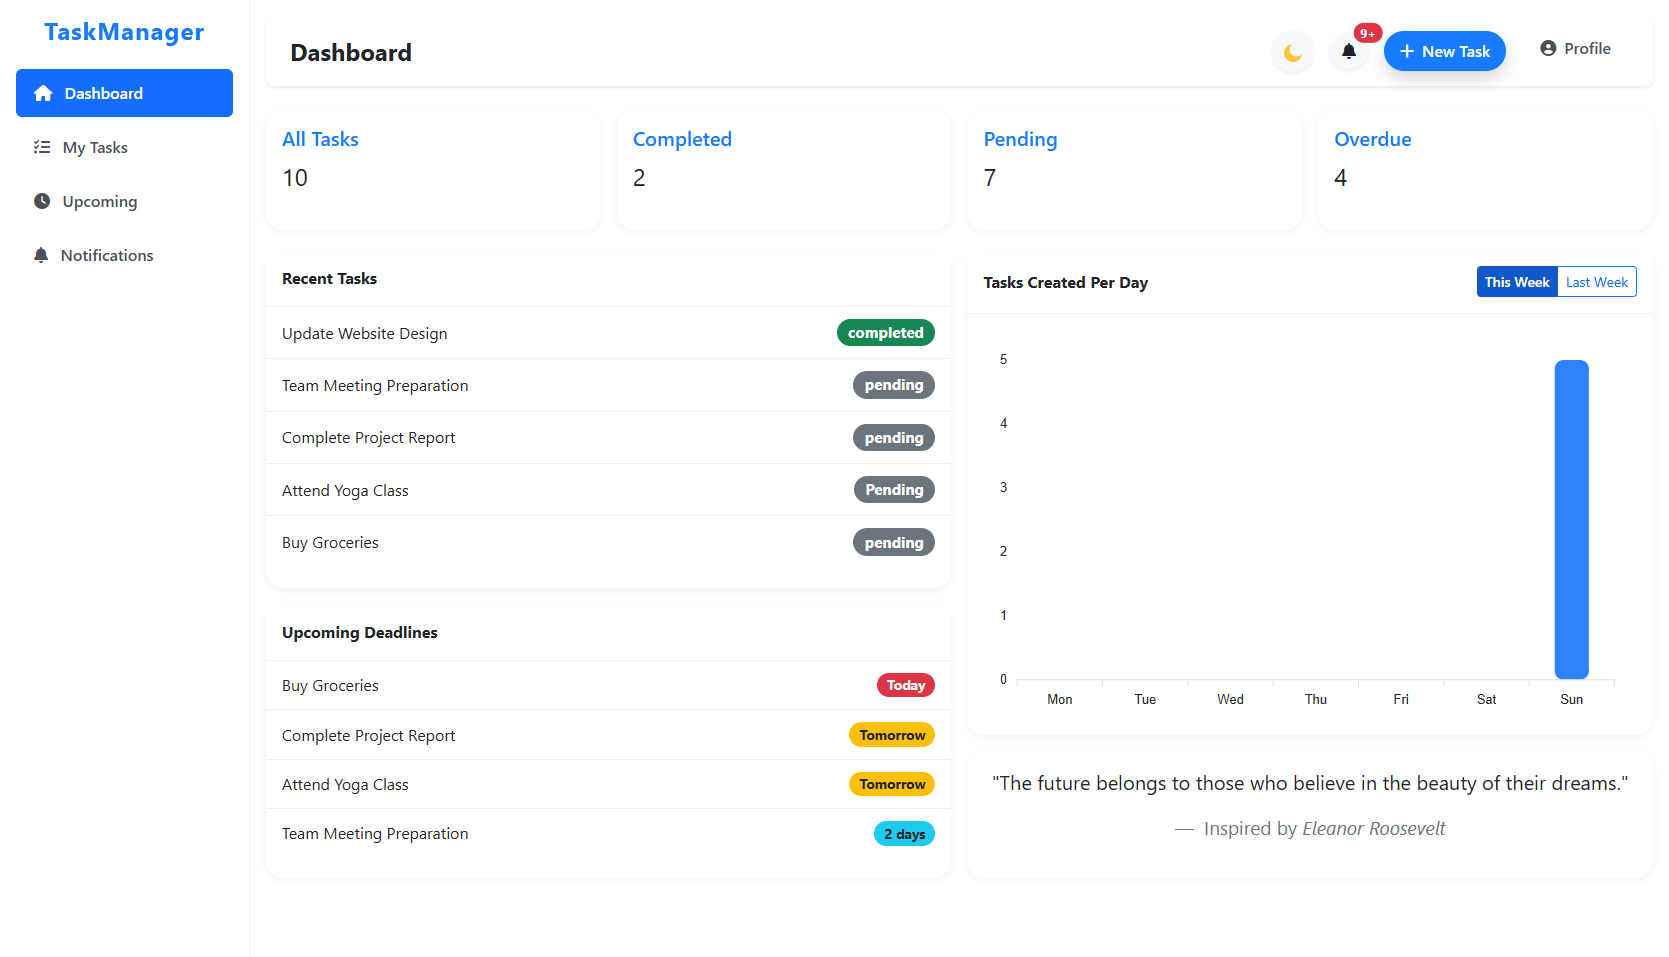 TaskManager
Dashboard
My Tasks
Upcoming
Notifications
Dashboard
9+
New Task
Profile
All Tasks
10
Completed
2
Pending
7
Overdue
4
Recent Tasks
Update Website Design completed
Team Meeting Preparation pending
Complete Project Report pending
Attend Yoga Class Pending
Buy Groceries pending
Upcoming Deadlines
Buy Groceries Today
Complete Project Report Tomorrow
Attend Yoga Class Tomorrow
Team Meeting Preparation 2 days
Tasks Created Per Day This Week Last Week
5
4
3
2
1
0
Mon Tue Wed Thu Fri Sat Sun
"The future belongs to those who believe in the beauty of their dreams."
— Inspired by Eleanor Roosevelt